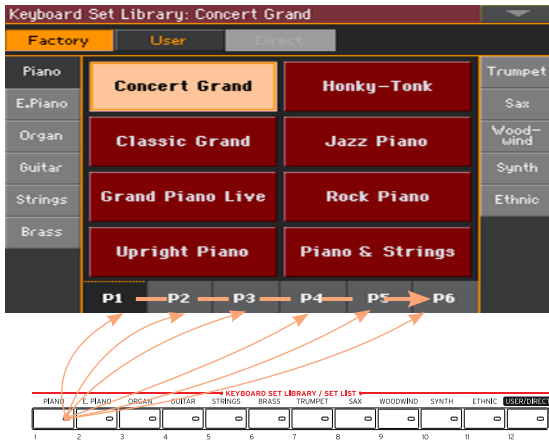 Keyboard Set Library: Concert Grand
Factory User Direct
Piano
E.Piano
Organ
Guitar
Strings
Brass
Concert Grand Honky-Tonk
Classic Grand Jazz Piano
Grand Piano Live Rock Piano
Upright Piano Piano & Strings
Trumpet
Sax
Wood-
wind
Synth
Ethnic
P1 P2 P3 P4 P5 P6
KEYBOARD SET LIBRARY / SET LIST
PIANO E. PIANO ORGAN GUITAR STRINGS BRASS TRUMPET SAX WOODWIND SYNTH ETHNIC USER/DIRECT
1 2 3 4 5 6 7 8 9 10 11 12